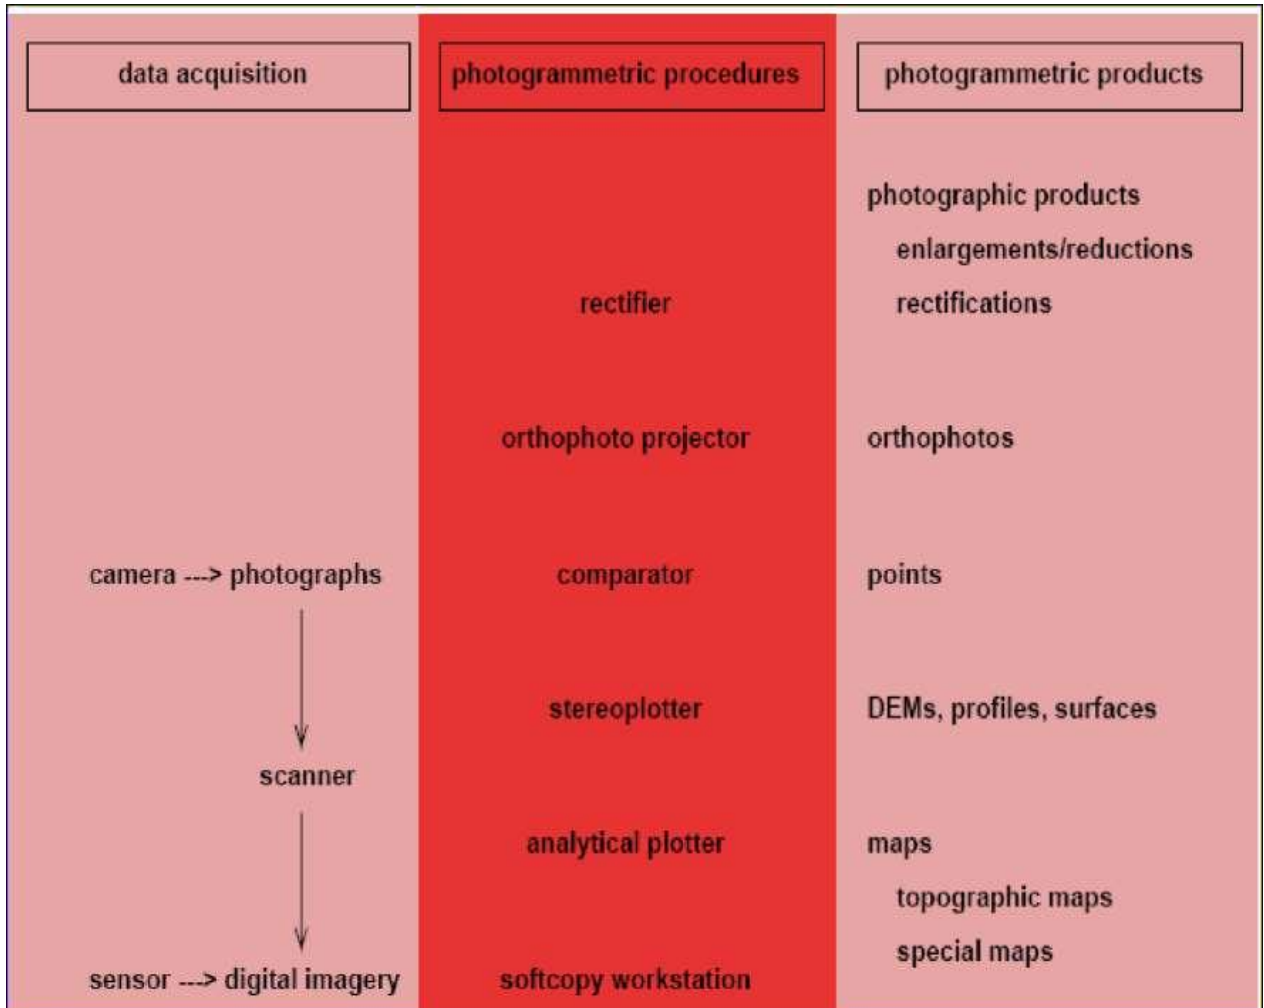 data acquisition
photogrammetric procedures
photogrammetric products
photographic products
enlargements/reductions
rectifier
rectifications
orthophoto projector
orthophotos
camera ---> photographs
comparator
points
stereoplotter
DEMs, profiles, surfaces
scanner
analytical plotter
maps
topographic maps
special maps
sensor ---> digital imagery
softcopy workstation